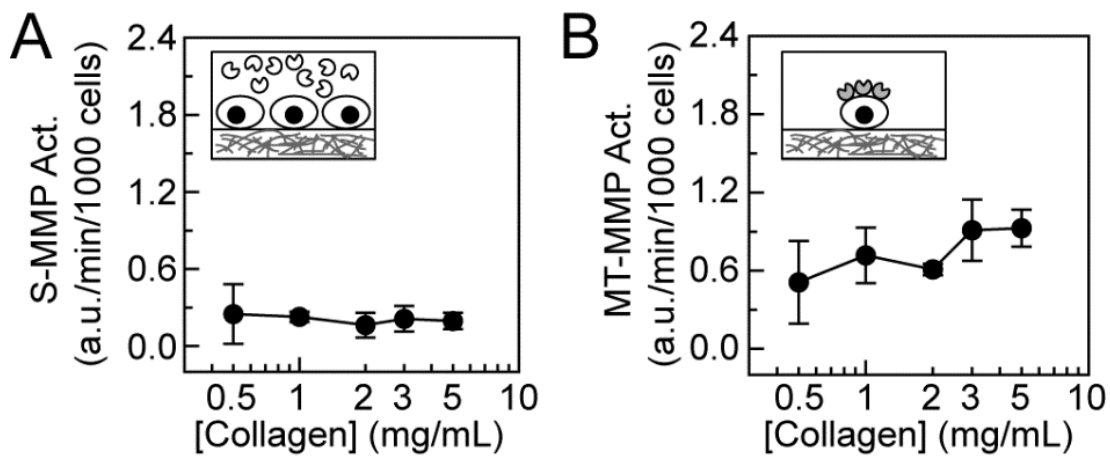 A
S-MMP Act.
(a.u./min/1000 cells)
2.4
1.8
1.2
0.6
0.0
0.5 1 2 3 5 10
[Collagen] (mg/mL)
B
MT-MMP Act.
(a.u./min/1000 cells)
2.4
1.8
1.2
0.6
0.0
0.5 1 2 3 5 10
[Collagen] (mg/mL)